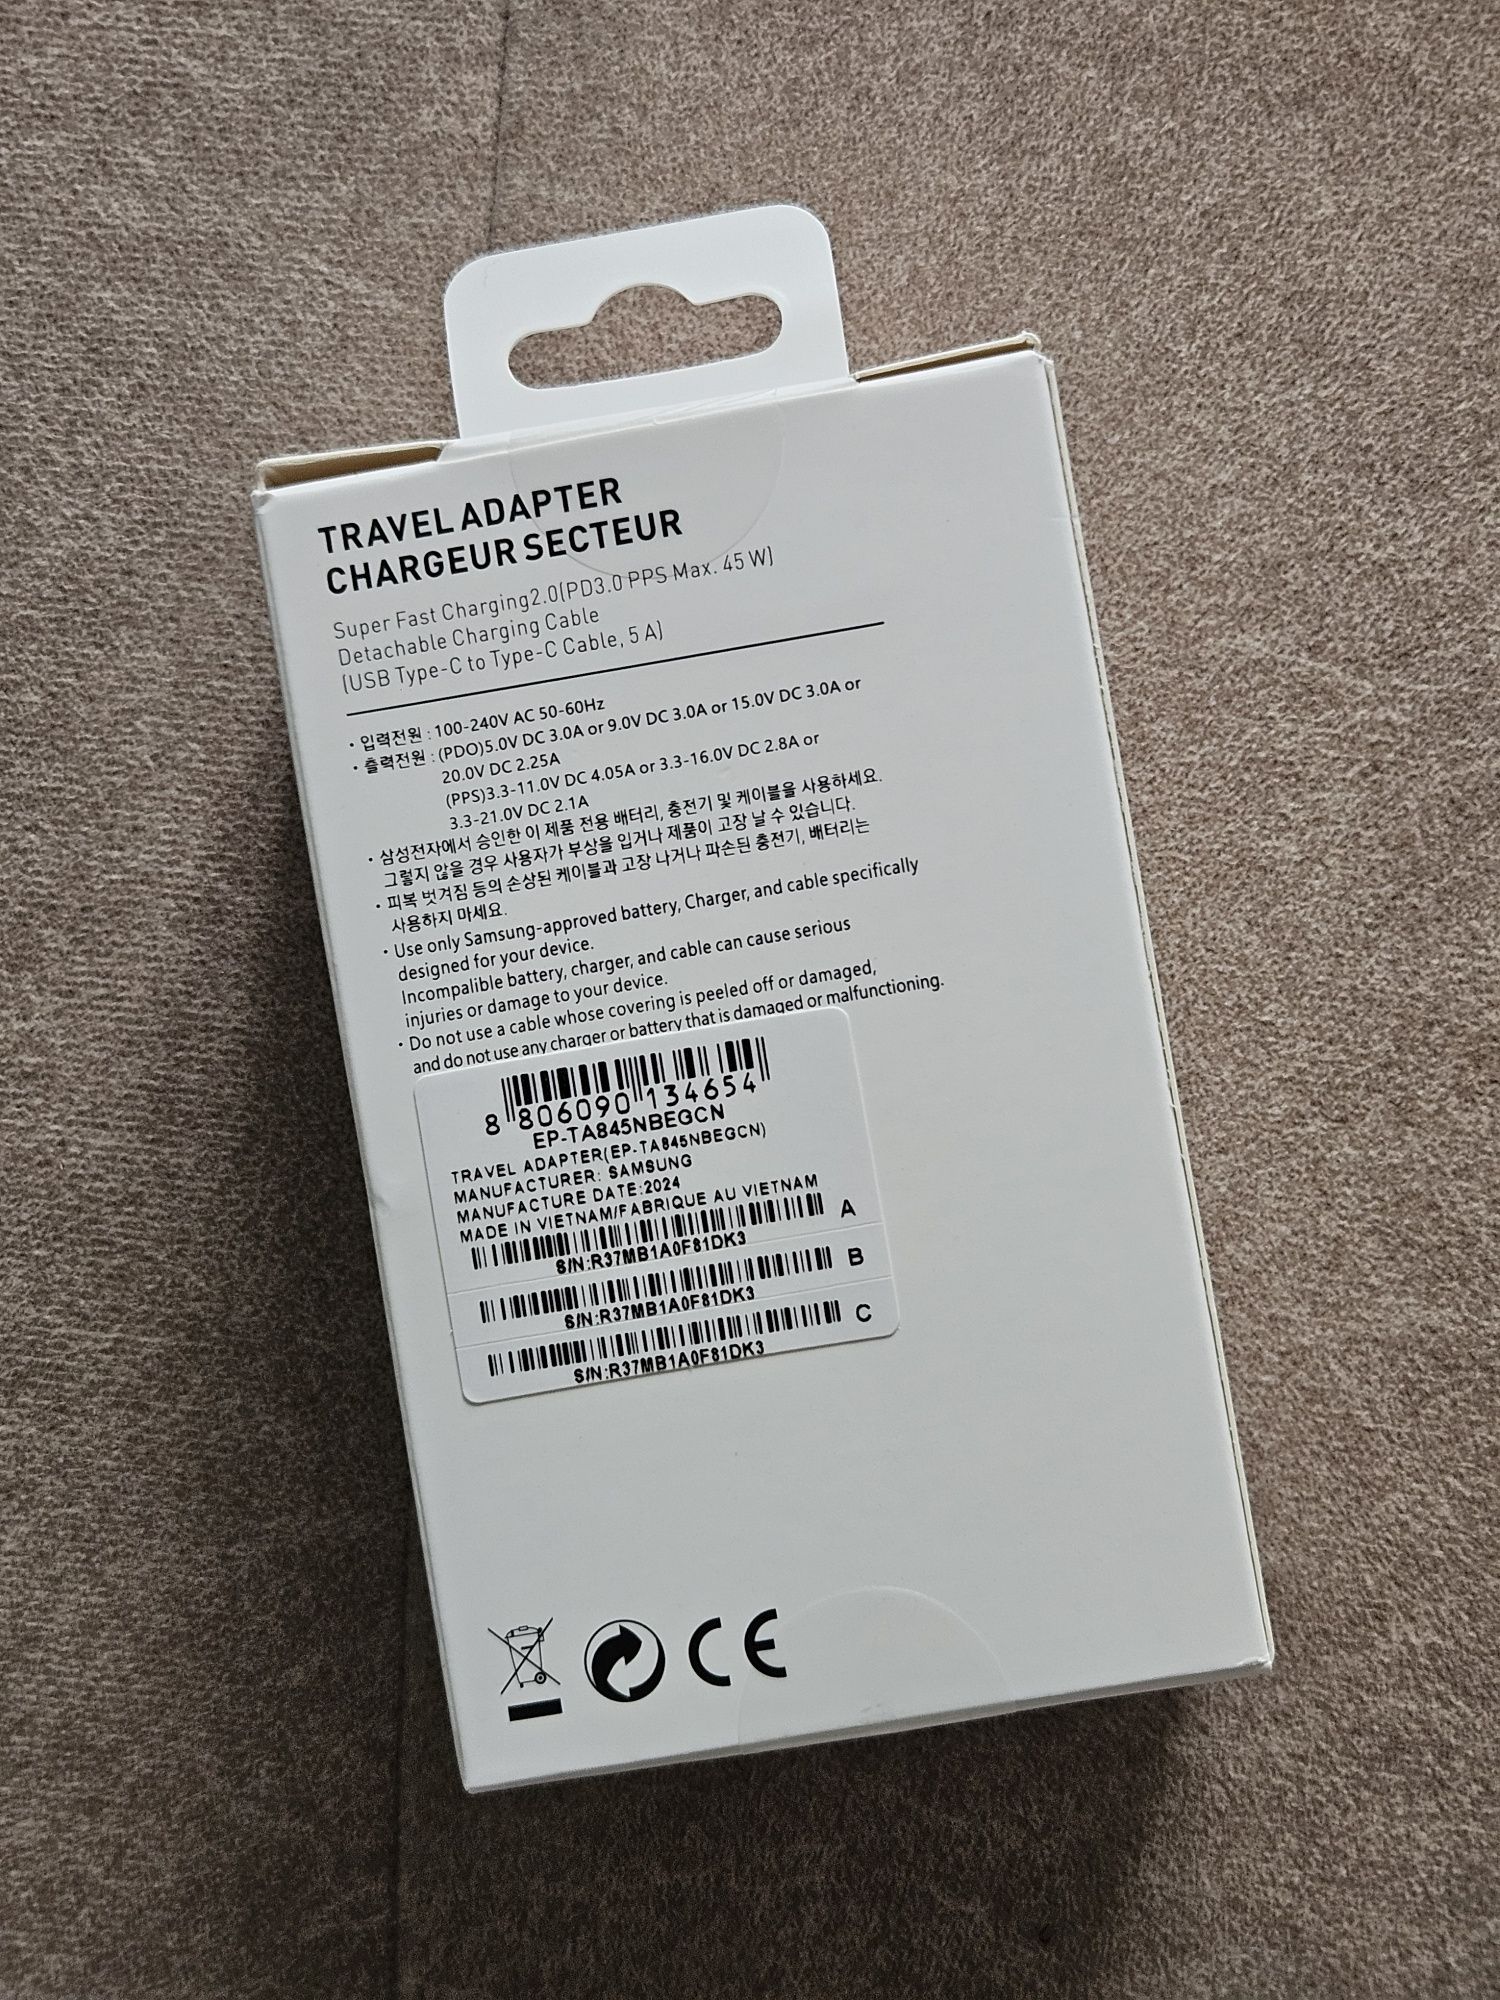 TRAVEL ADAPTER
CHARGEUR SECTEUR
Super Fast Charging2.0(PD3.0 PPS Max. 45 W)
Detachable Charging Cable
(USB Type-C to Type-C Cable, 5 A)
• 입력전원 : 100-240V AC 50-60Hz
• 출력전원 : (PDO)5.0V DC 3.0A or 9.0V DC 3.0A or 15.0V DC 3.0A or
20.0V DC 2.25A
(PPS)3.3-11.0V DC 4.05A or 3.3-16.0V DC 2.8A or
3.3-21.0V DC 2.1A
• 삼성전자에서 승인한 이 제품 전용 배터리, 충전기 및 케이블을 사용하세요.
그렇지 않을 경우 사용자가 부상을 입거나 제품이 고장 날 수 있습니다.
• 피복 벗겨짐 등의 손상된 케이블과 고장 나거나 파손된 충전기, 배터리는
사용하지 마세요.
• Use only Samsung-approved battery, Charger, and cable specifically
designed for your device.
Incompalible battery, charger, and cable can cause serious
injuries or damage to your device.
• Do not use a cable whose covering is peeled off or damaged,
and do not use any charger or battery that is damaged or malfunctioning.
8 806090 134654
EP-TA845NBEGCN
TRAVEL ADAPTER(EP-TA845NBEGCN)
MANUFACTURER: SAMSUNG
MANUFACTURE DATE:2024
MADE IN VIETNAM/FABRIQUE AU VIETNAM
A
S/N:R37MB1A0F81DK3
B
S/N:R37MB1A0F81DK3
C
S/N:R37MB1A0F81DK3
CE